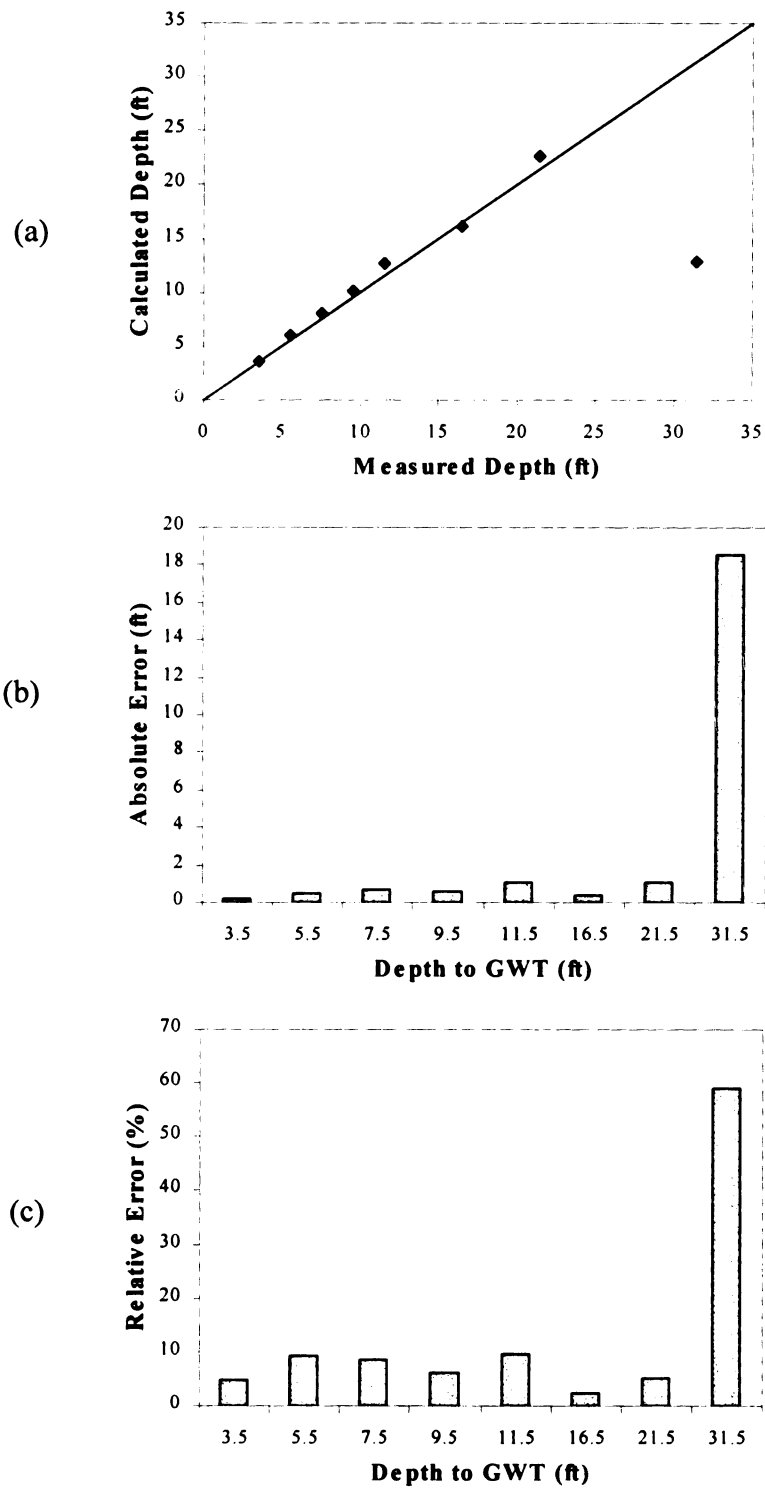 (a)
Calculated Depth (ft)
35
30
25
20
15
10
5
0
0 5 10 15 20 25 30 35
Measured Depth (ft)
(b)
Absolute Error (ft)
20
18
16
14
12
10
8
6
4
2
0
3.5 5.5 7.5 9.5 11.5 16.5 21.5 31.5
Depth to GWT (ft)
(c)
Relative Error (%)
70
60
50
40
30
20
10
0
3.5 5.5 7.5 9.5 11.5 16.5 21.5 31.5
Depth to GWT (ft)